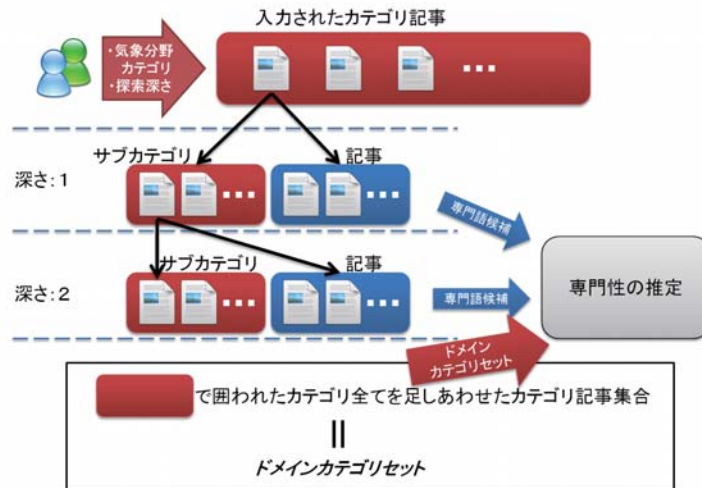 入力されたカテゴリ記事
・気象分野
カテゴリ
・探索深さ
サブカテゴリ
記事
深さ:1
専門語候補
サブカテゴリ
記事
深さ:2
専門語候補
専門性の推定
ドメイン
カテゴリセット
で囲われたカテゴリ全てを足しあわせたカテゴリ記事集合
=
ドメインカテゴリセット